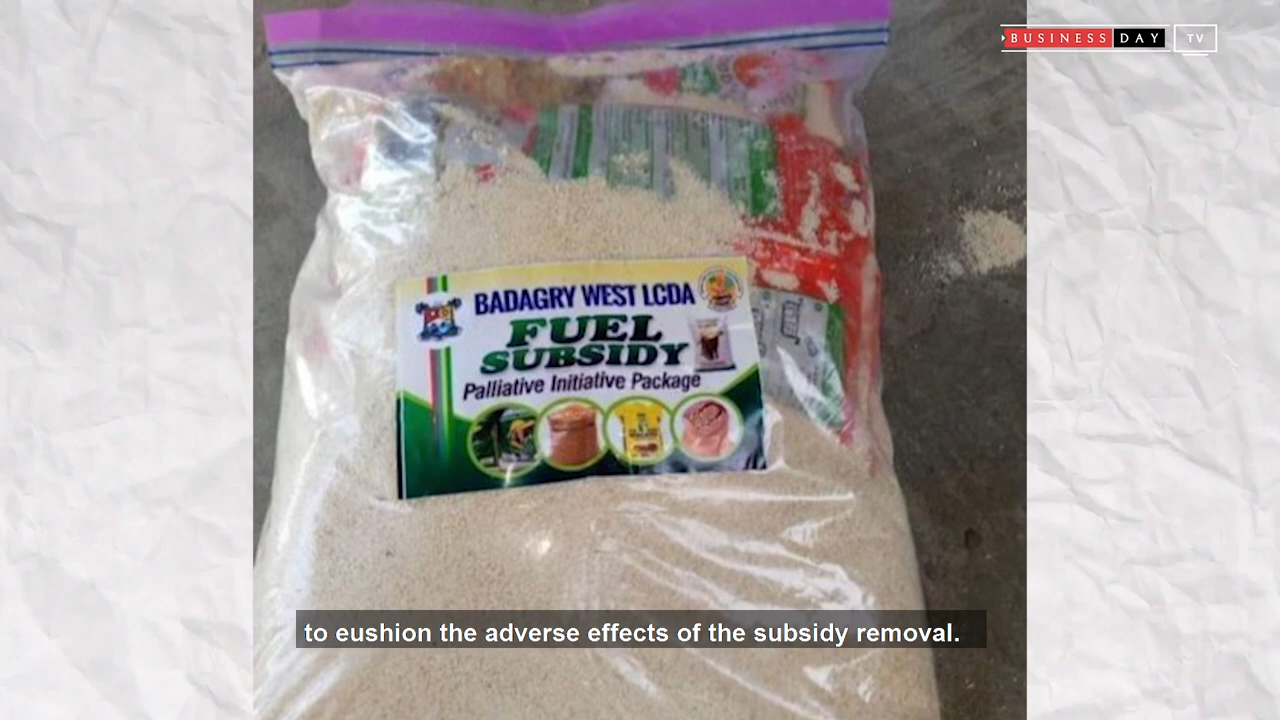 BUSINESS DAY TV
BADAGRY WEST LCDA
FUEL
SUBSIDY
Palliative Initiative Package
to eushion the adverse effects of the subsidy removal.